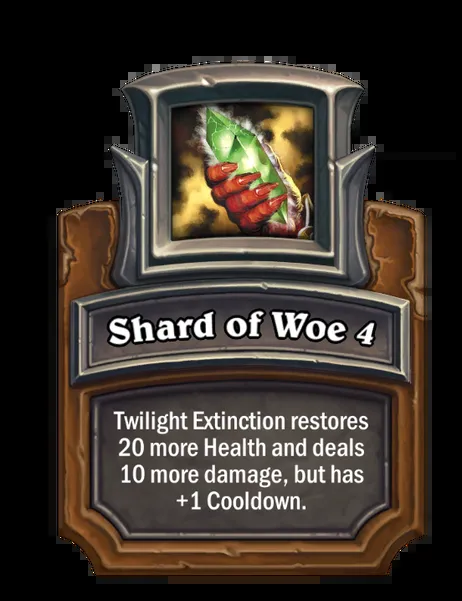 Shard of Woe 4
Twilight Extinction restores
20 more Health and deals
10 more damage, but has
+1 Cooldown.